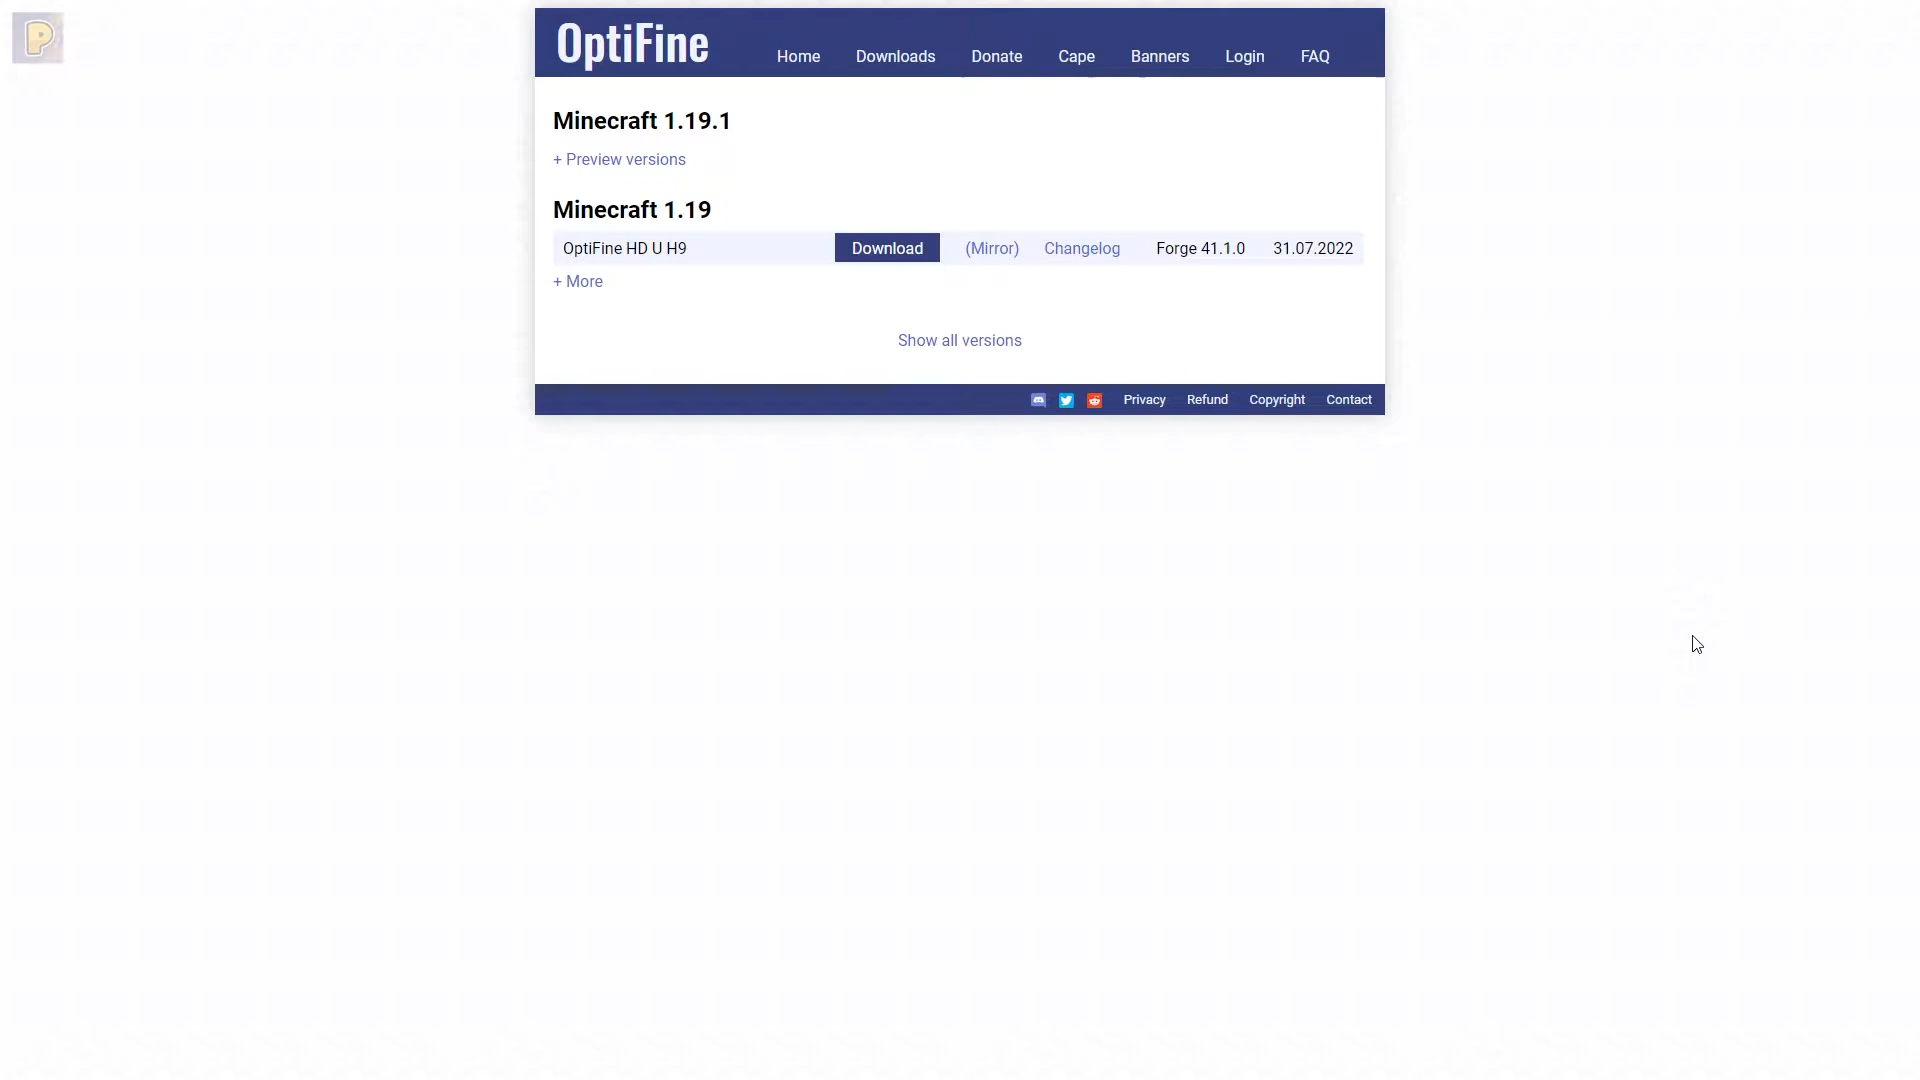 P
OptiFine Home Downloads Donate Cape Banners Login FAQ
Minecraft 1.19.1
+ Preview versions
Minecraft 1.19
OptiFine HD U H9 Download (Mirror) Changelog Forge 41.1.0 31.07.2022
+ More
Show all versions
Privacy Refund Copyright Contact